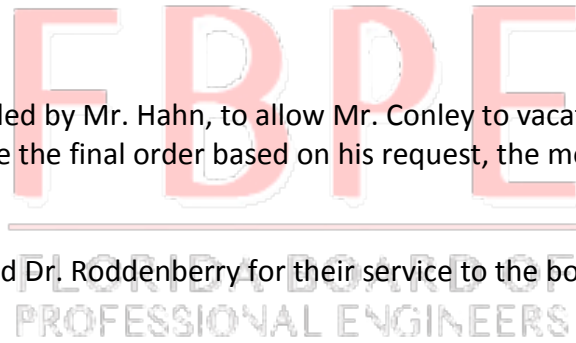 FBPE
led by Mr. Hahn, to allow Mr. Conley to vaca
e the final order based on his request, the m
d Dr. Roddenberry for their service to the bo
FLORIDA BOARD OF
PROFESSIONAL ENGINEERS